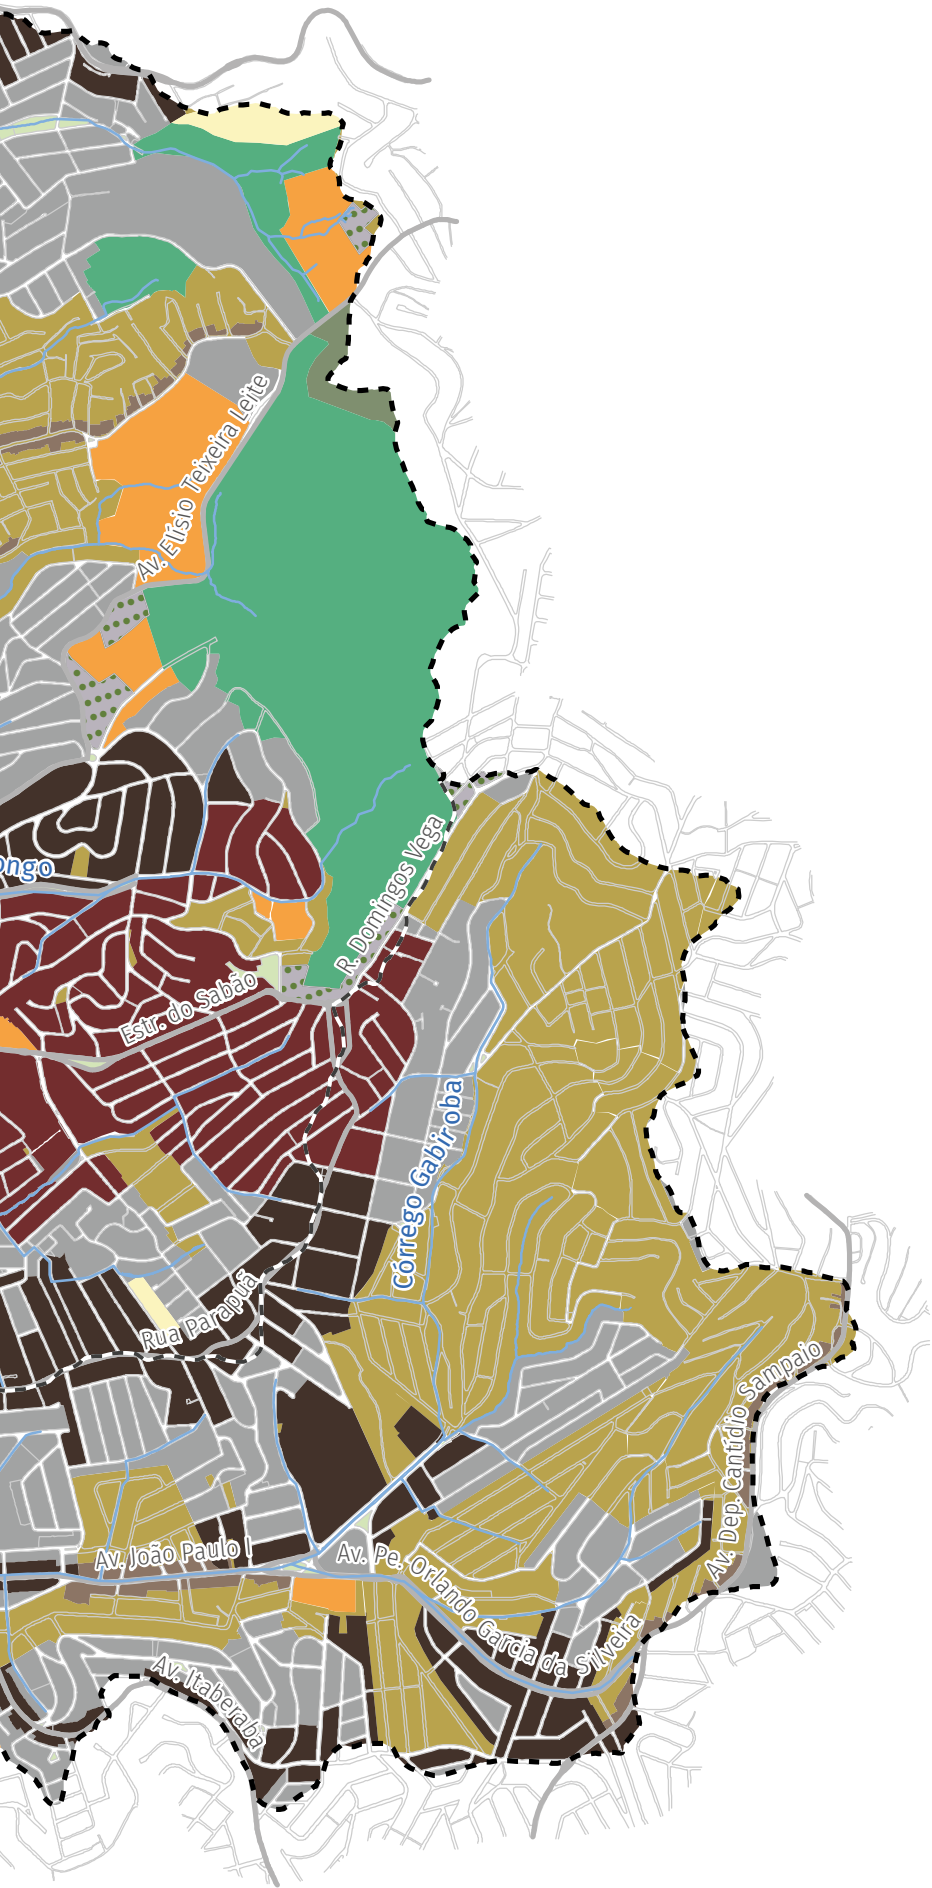 Av. Elísio Teixeira Leite
R. Domingos Vega
ongo
Estr. do Sabão
Córrego Gabiroba
Rua Parapuã
Av. Dep. Cantídio Sampaio
Av. João Paulo I
Av. Pe. Orlando Garcia da Silveira
Av. Itaberaba